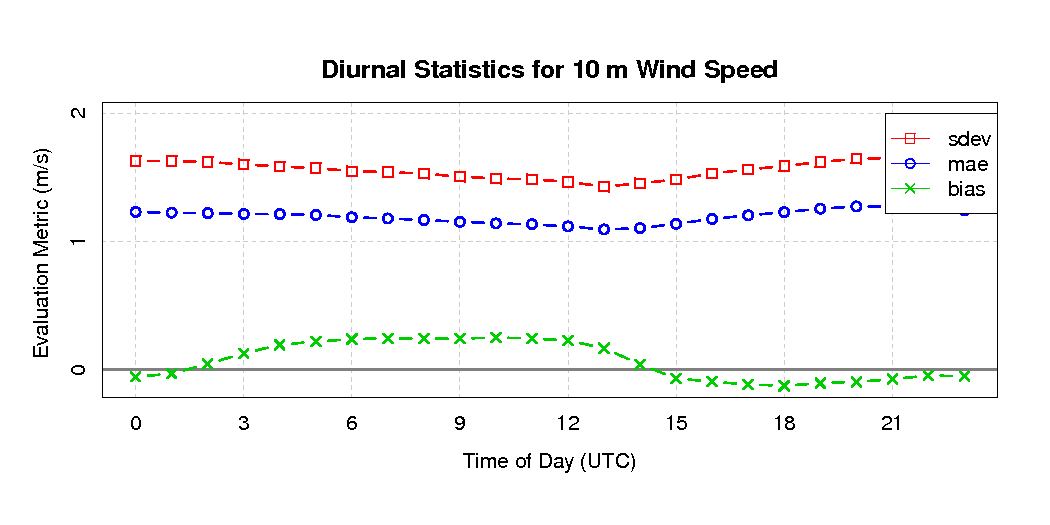 Diurnal Statistics for 10 m Wind Speed
Evaluation Metric (m/s)
2
1
0
sdev
mae
bias
0 3 6 9 12 15 18 21
Time of Day (UTC)